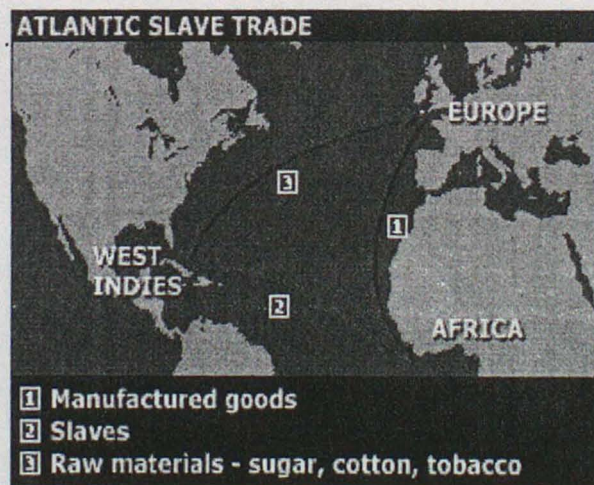 ATLANTIC SLAVE TRADE
EUROPE
3
1
WEST
INDIES
2
AFRICA
1 Manufactured goods
2 Slaves
3 Raw materials - sugar, cotton, tobacco